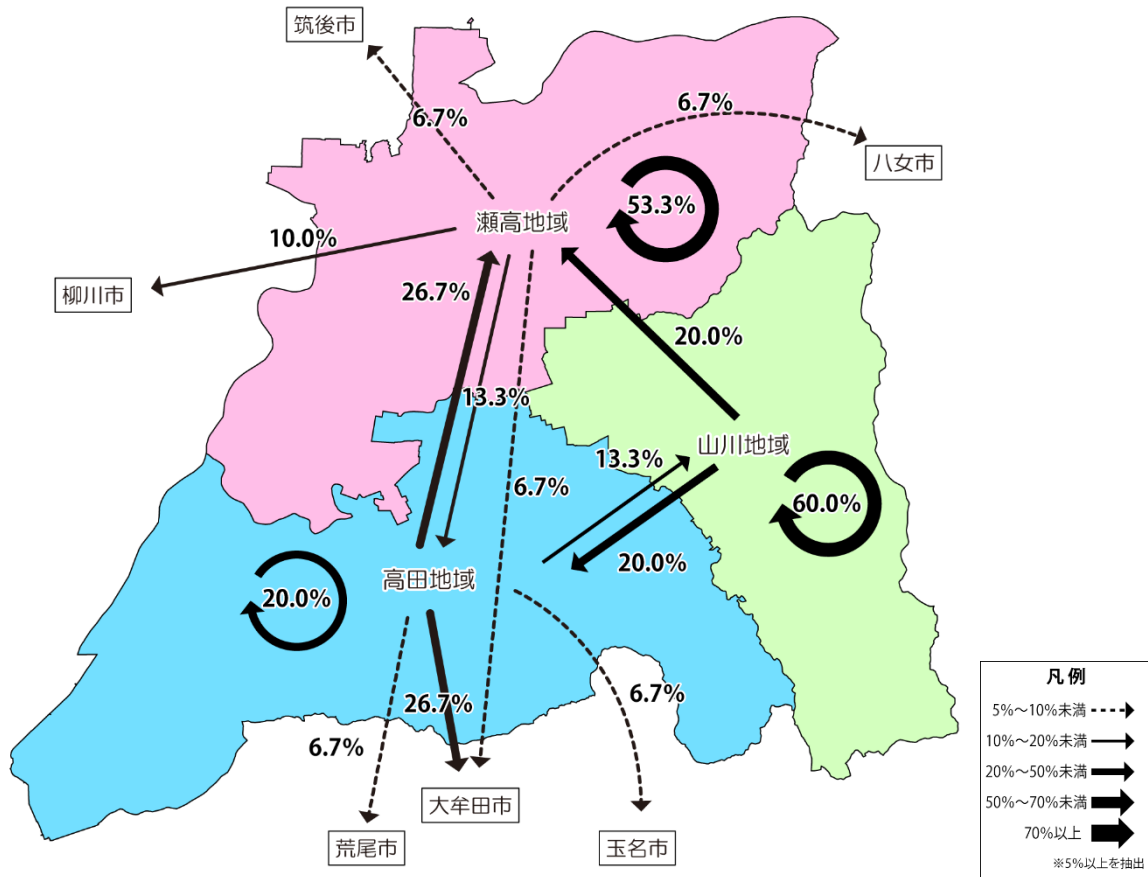 筑後市
6.7%
6.7%
八女市
53.3%
瀬高地域
10.0%
柳川市
26.7%
20.0%
13.3%
山川地域
13.3%
6.7%
60.0%
20.0%
高田地域
20.0%
6.7%
26.7%
6.7%
大牟田市
荒尾市
玉名市
凡例
5%～10%未満
10%～20%未満
20%～50%未満
50%～70%未満
70%以上
※5%以上を抽出